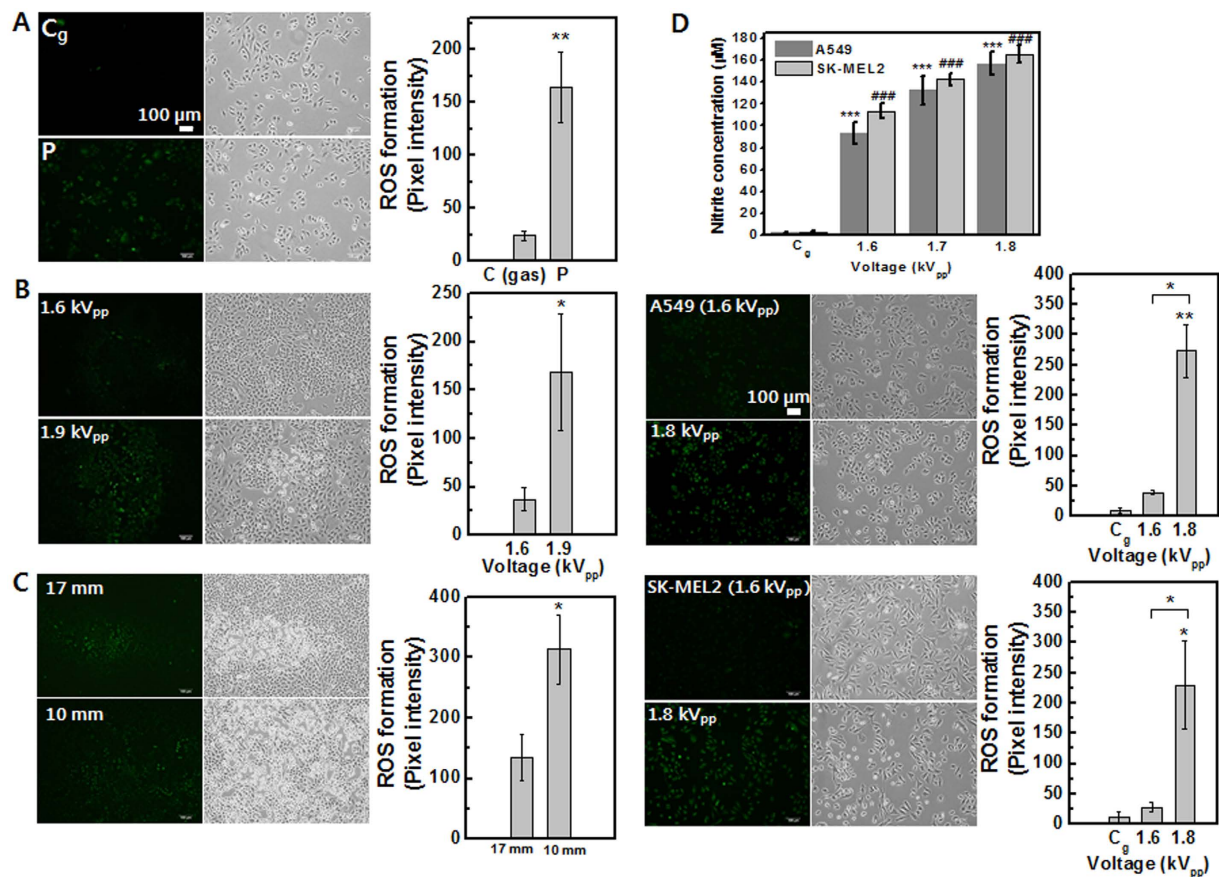 A
Cg
100 µm
P
ROS formation
(Pixel intensity)
250
200
150
100
50
0
**
C (gas) P
B
1.6 kVpp
1.9 kVpp
ROS formation
(Pixel intensity)
250
200
150
100
50
0
*
1.6 1.9
Voltage (kVpp)
C
17 mm
10 mm
ROS formation
(Pixel intensity)
400
300
200
100
0
*
17 mm 10 mm
D
Nitrite concentration (µM)
180
160
140
120
100
80
60
40
20
0
A549
SK-MEL2
*** ###
*** ###
*** ###
Cg 1.6 1.7 1.8
Voltage (kVpp)
A549 (1.6 kVpp)
100 µm
1.8 kVpp
ROS formation
(Pixel intensity)
400
350
300
250
200
150
100
50
0
*
**
Cg 1.6 1.8
Voltage (kVpp)
SK-MEL2 (1.6 kVpp)
1.8 kVpp
ROS formation
(Pixel intensity)
400
350
300
250
200
150
100
50
0
*
*
Cg 1.6 1.8
Voltage (kVpp)